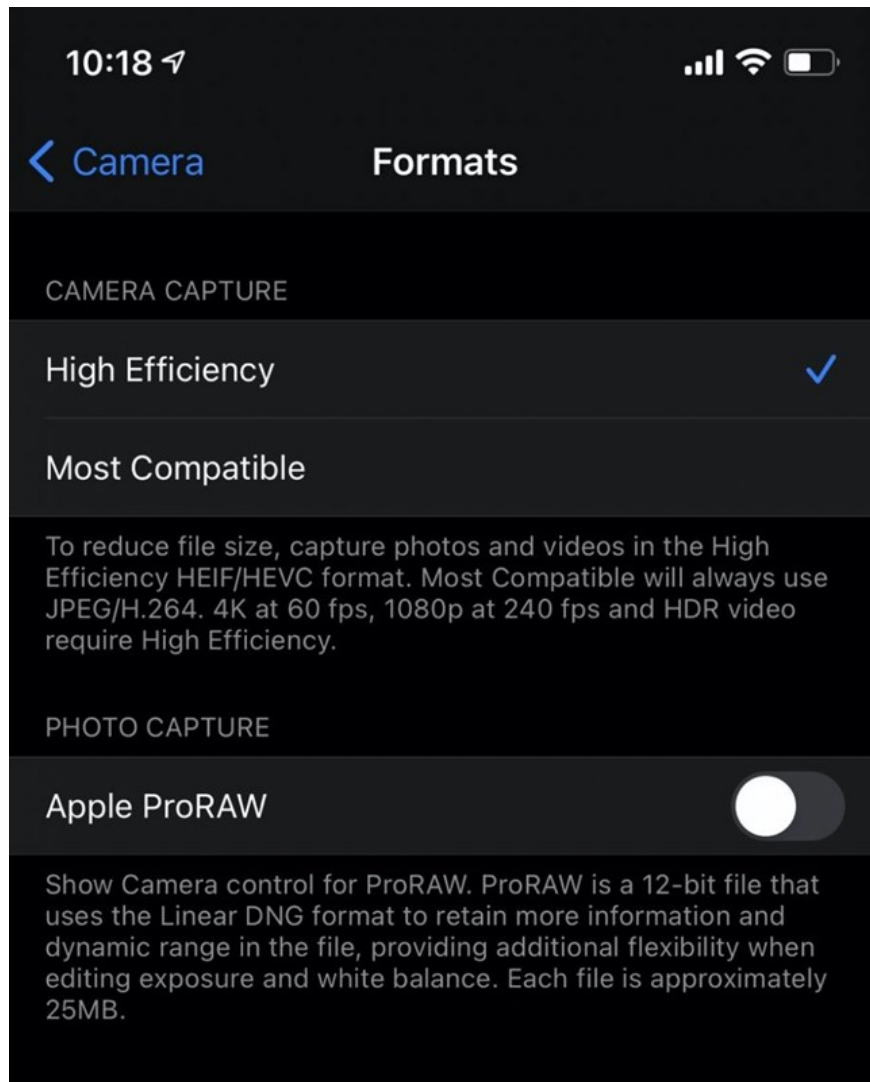 10:18
Camera
Formats
CAMERA CAPTURE
High Efficiency
Most Compatible
To reduce file size, capture photos and videos in the High
Efficiency HEIF/HEVC format. Most Compatible will always use
JPEG/H.264. 4K at 60 fps, 1080p at 240 fps and HDR video
require High Efficiency.
PHOTO CAPTURE
Apple ProRAW
Show Camera control for ProRAW. ProRAW is a 12-bit file that
uses the Linear DNG format to retain more information and
dynamic range in the file, providing additional flexibility when
editing exposure and white balance. Each file is approximately
25MB.